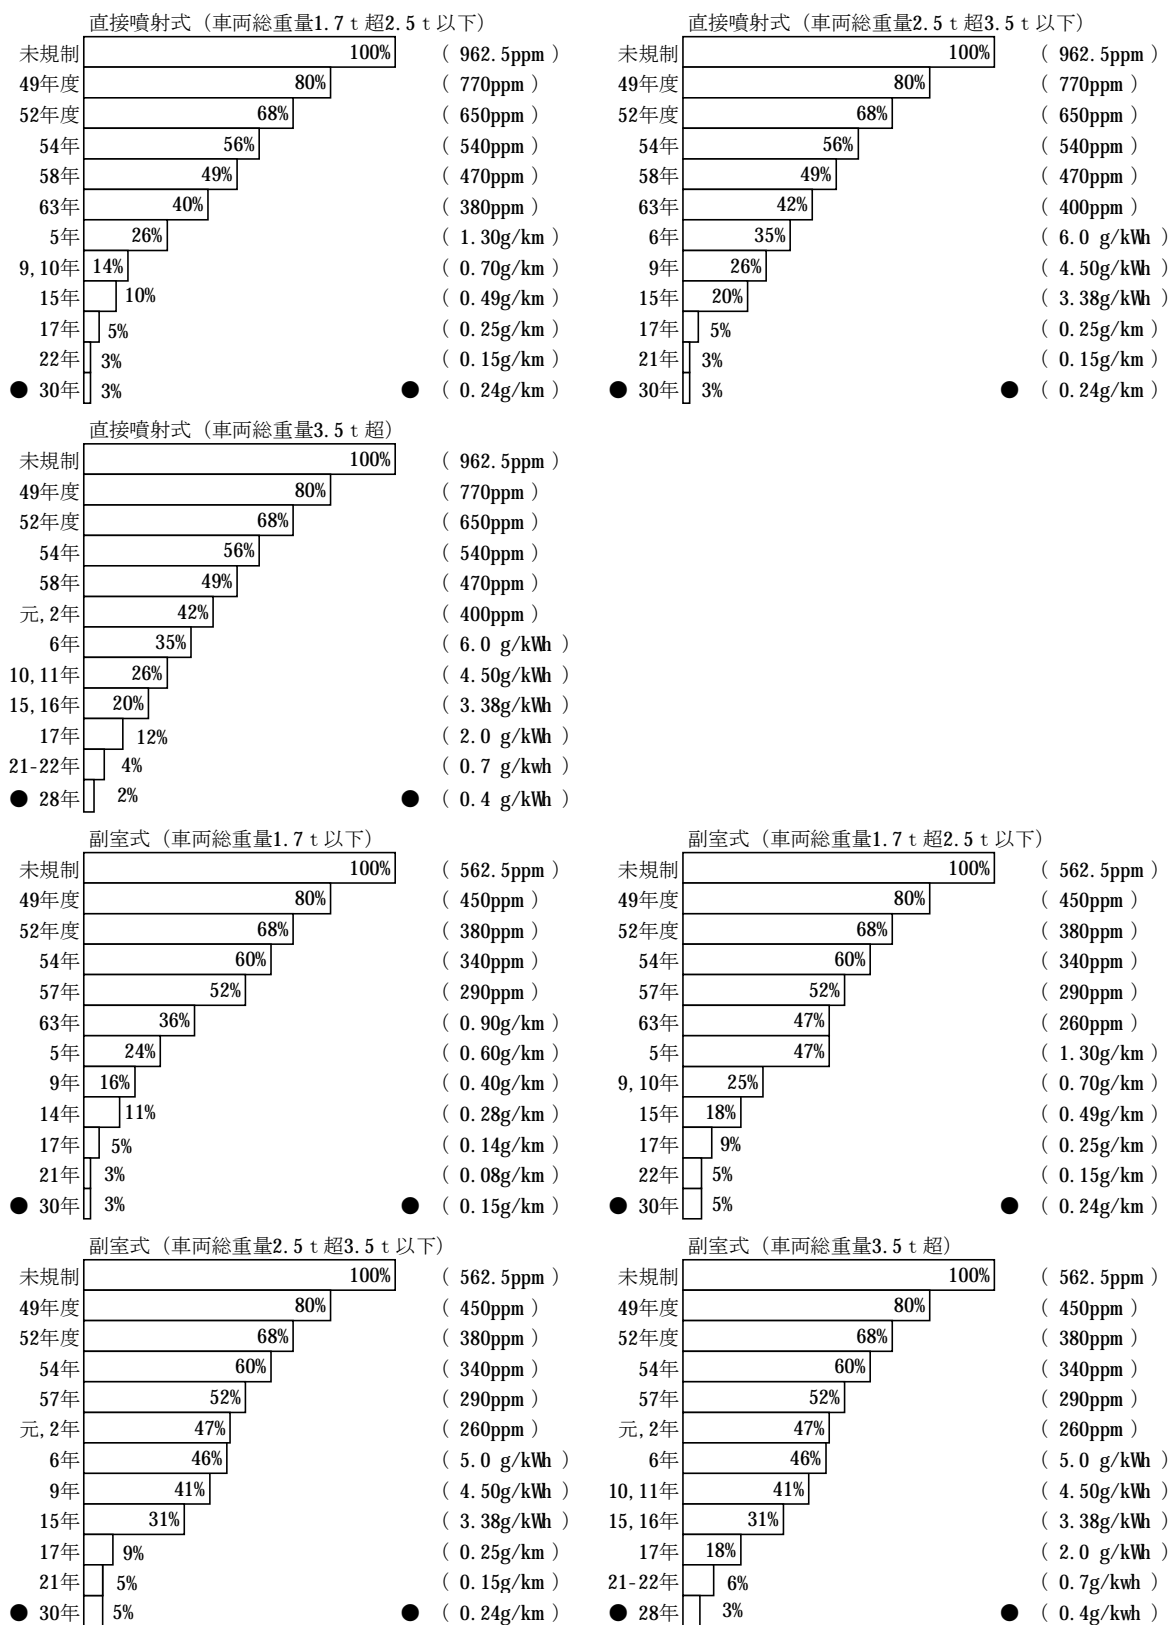 直接噴射式（車両総重量1.7ｔ超2.5ｔ以下）
未規制 100% ( 962.5ppm )
49年度 80% ( 770ppm )
52年度 68% ( 650ppm )
54年 56% ( 540ppm )
58年 49% ( 470ppm )
63年 40% ( 380ppm )
5年 26% ( 1.30g/km )
9,10年 14% ( 0.70g/km )
15年 10% ( 0.49g/km )
17年 5% ( 0.25g/km )
22年 3% ( 0.15g/km )
● 30年 3% ● ( 0.24g/km )
直接噴射式（車両総重量2.5ｔ超3.5ｔ以下）
未規制 100% ( 962.5ppm )
49年度 80% ( 770ppm )
52年度 68% ( 650ppm )
54年 56% ( 540ppm )
58年 49% ( 470ppm )
63年 42% ( 400ppm )
6年 35% ( 6.0 g/kWh )
9年 26% ( 4.50g/kWh )
15年 20% ( 3.38g/kWh )
17年 5% ( 0.25g/km )
21年 3% ( 0.15g/km )
● 30年 3% ● ( 0.24g/km )
直接噴射式（車両総重量3.5ｔ超）
未規制 100% ( 962.5ppm )
49年度 80% ( 770ppm )
52年度 68% ( 650ppm )
54年 56% ( 540ppm )
58年 49% ( 470ppm )
元,2年 42% ( 400ppm )
6年 35% ( 6.0 g/kWh )
10,11年 26% ( 4.50g/kWh )
15,16年 20% ( 3.38g/kWh )
17年 12% ( 2.0 g/kWh )
21-22年 4% ( 0.7 g/kwh )
● 28年 2% ● ( 0.4 g/kWh )
副室式（車両総重量1.7ｔ以下）
未規制 100% ( 562.5ppm )
49年度 80% ( 450ppm )
52年度 68% ( 380ppm )
54年 60% ( 340ppm )
57年 52% ( 290ppm )
63年 36% ( 0.90g/km )
5年 24% ( 0.60g/km )
9年 16% ( 0.40g/km )
14年 11% ( 0.28g/km )
17年 5% ( 0.14g/km )
21年 3% ( 0.08g/km )
● 30年 3% ● ( 0.15g/km )
副室式（車両総重量1.7ｔ超2.5ｔ以下）
未規制 100% ( 562.5ppm )
49年度 80% ( 450ppm )
52年度 68% ( 380ppm )
54年 60% ( 340ppm )
57年 52% ( 290ppm )
63年 47% ( 260ppm )
5年 47% ( 1.30g/km )
9,10年 25% ( 0.70g/km )
15年 18% ( 0.49g/km )
17年 9% ( 0.25g/km )
22年 5% ( 0.15g/km )
● 30年 5% ● ( 0.24g/km )
副室式（車両総重量2.5ｔ超3.5ｔ以下）
未規制 100% ( 562.5ppm )
49年度 80% ( 450ppm )
52年度 68% ( 380ppm )
54年 60% ( 340ppm )
57年 52% ( 290ppm )
元,2年 47% ( 260ppm )
6年 46% ( 5.0 g/kWh )
9年 41% ( 4.50g/kWh )
15年 31% ( 3.38g/kWh )
17年 9% ( 0.25g/km )
21年 5% ( 0.15g/km )
● 30年 5% ● ( 0.24g/km )
副室式（車両総重量3.5ｔ超）
未規制 100% ( 562.5ppm )
49年度 80% ( 450ppm )
52年度 68% ( 380ppm )
54年 60% ( 340ppm )
57年 52% ( 290ppm )
元,2年 47% ( 260ppm )
6年 46% ( 5.0 g/kWh )
10,11年 41% ( 4.50g/kWh )
15,16年 31% ( 3.38g/kWh )
17年 18% ( 2.0 g/kWh )
21-22年 6% ( 0.7g/kwh )
● 28年 3% ● ( 0.4g/kwh )